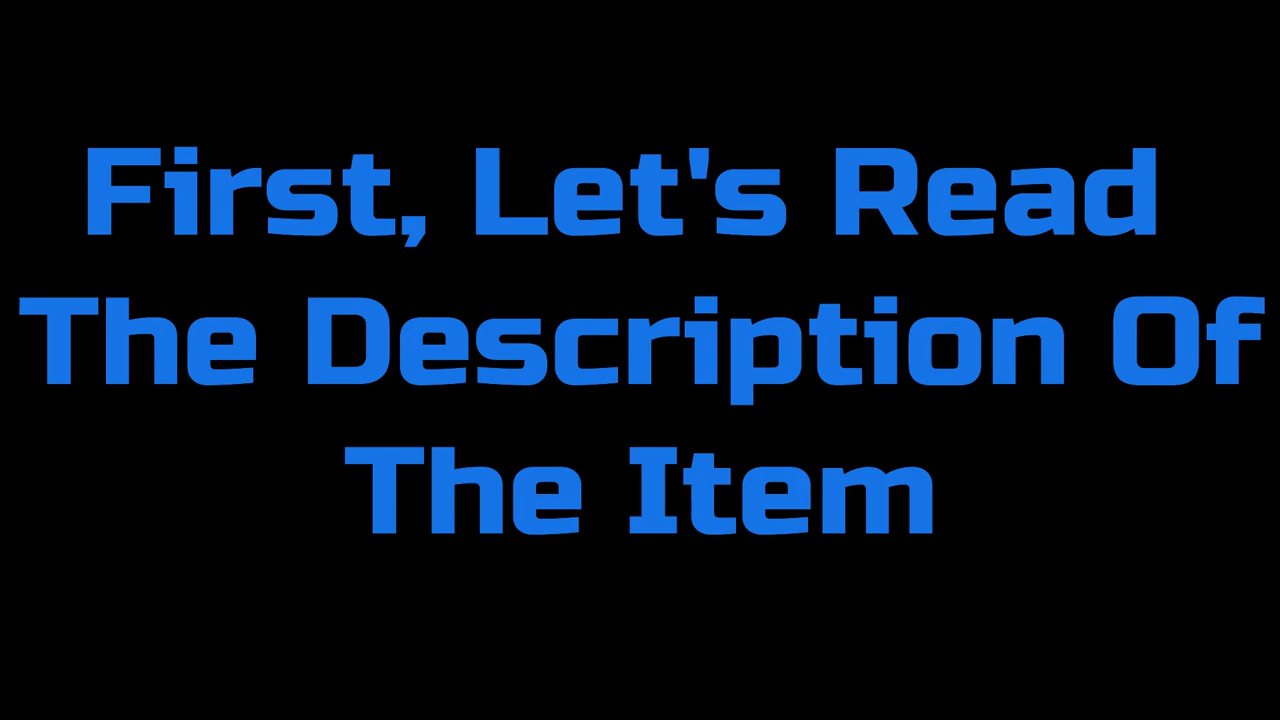 First, Let's Read
The Description Of
The Item